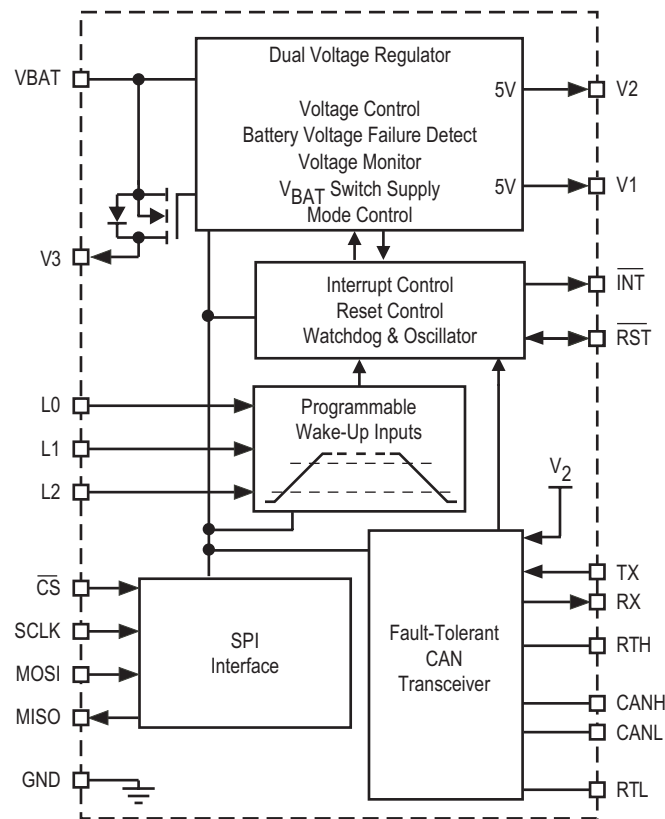 VBAT
V3
L0
L1
L2
CS
SCLK
MOSI
MISO
GND
Dual Voltage Regulator
Voltage Control
Battery Voltage Failure Detect
Voltage Monitor
VBAT Switch Supply
Mode Control
5V
5V
Interrupt Control
Reset Control
Watchdog & Oscillator
Programmable
Wake-Up Inputs
SPI
Interface
V2
Fault-Tolerant
CAN
Transceiver
V2
V1
INT
RST
TX
RX
RTH
CANH
CANL
RTL